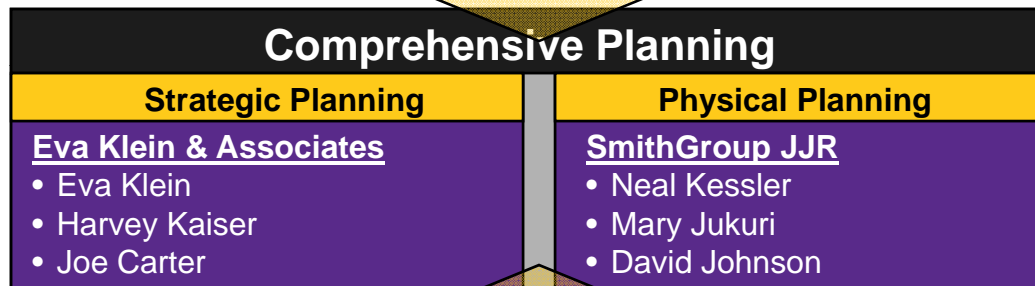 Comprehensive Planning
Strategic Planning
Eva Klein & Associates
• Eva Klein
• Harvey Kaiser
• Joe Carter
Physical Planning
SmithGroup JJR
• Neal Kessler
• Mary Jukuri
• David Johnson